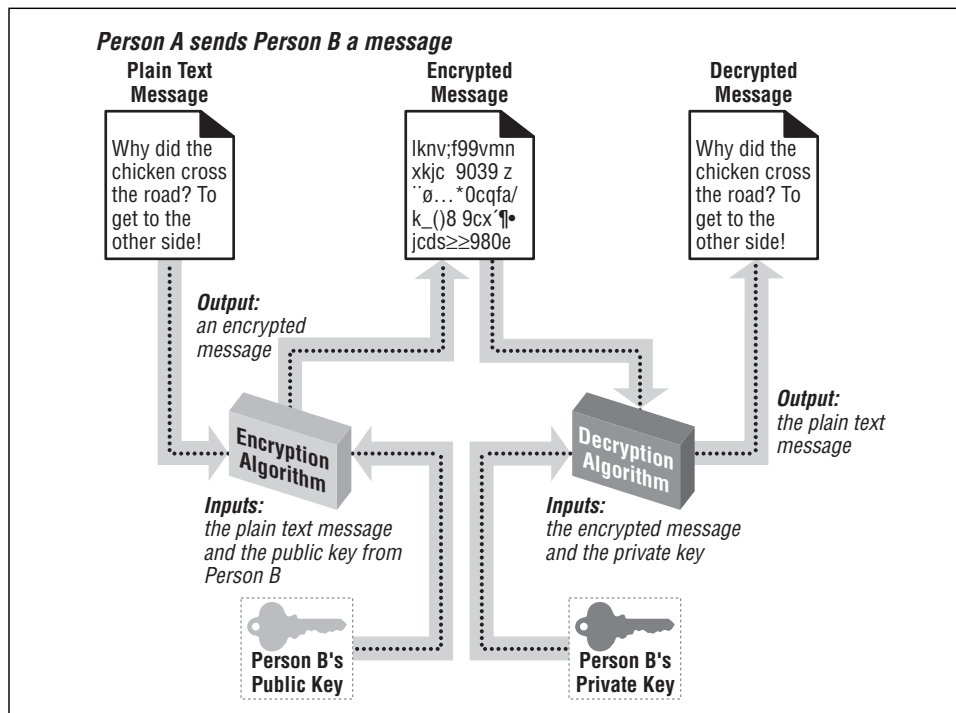 Person A sends Person B a message
Plain Text
Message
Encrypted
Message
Decrypted
Message
Why did the
chicken cross
the road? To
get to the
other side!
lknv;f99vmn
xkjc 9039 z
¨ø…*0cqfa/
k_()8 9cx´¶•
jcds≥≥980e
Why did the
chicken cross
the road? To
get to the
other side!
Output:
an encrypted
message
Output:
the plain text
message
Encryption
Algorithm
Decryption
Algorithm
Inputs:
the plain text message
and the public key from
Person B
Inputs:
the encrypted message
and the private key
Person B's
Public Key
Person B's
Private Key